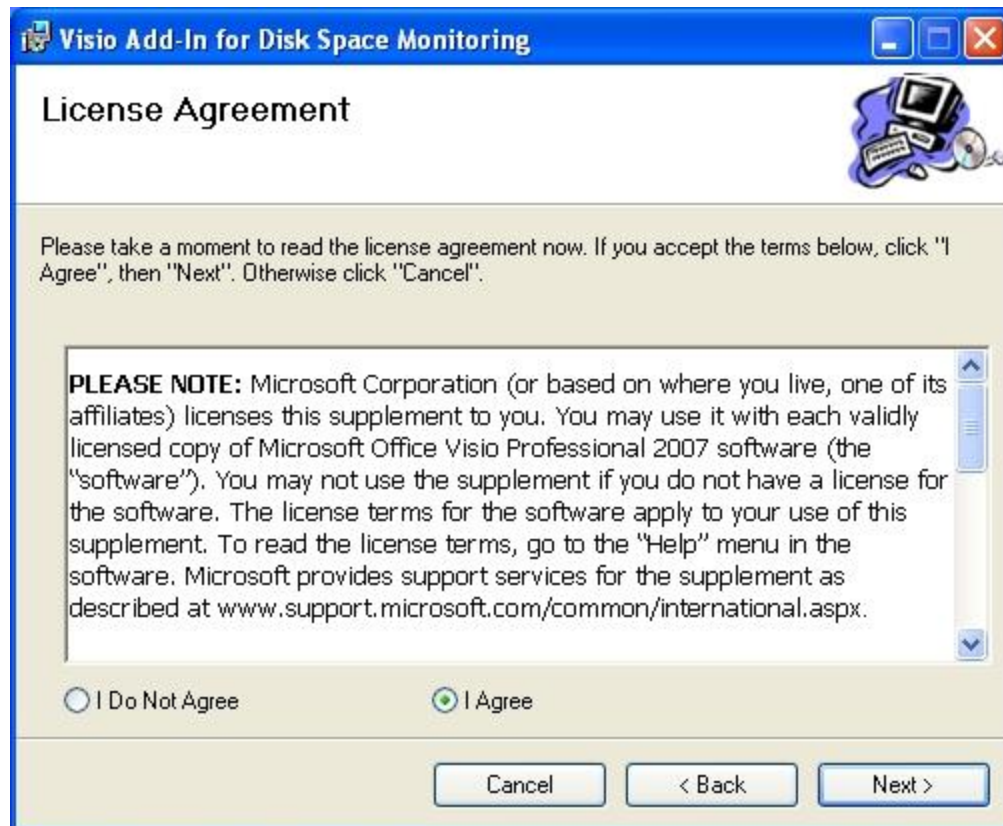 Visio Add-In for Disk Space Monitoring
License Agreement
Please take a moment to read the license agreement now. If you accept the terms below, click "I
Agree", then "Next". Otherwise click "Cancel".
PLEASE NOTE: Microsoft Corporation (or based on where you live, one of its
affiliates) licenses this supplement to you. You may use it with each validly
licensed copy of Microsoft Office Visio Professional 2007 software (the
"software"). You may not use the supplement if you do not have a license for
the software. The license terms for the software apply to your use of this
supplement. To read the license terms, go to the "Help" menu in the
software. Microsoft provides support services for the supplement as
described at www.support.microsoft.com/common/international.aspx.
I Do Not Agree
I Agree
Cancel
< Back
Next >